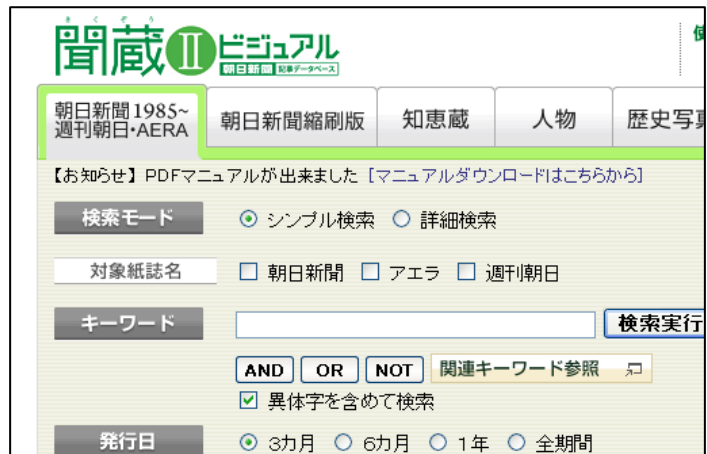 きくぞう
聞蔵Ⅱビジュアル
朝日新聞 記事データベース
朝日新聞1985~
週刊朝日・AERA
朝日新聞縮刷版
知恵蔵
人物
歴史写
【お知らせ】PDFマニュアルが出来ました [マニュアルダウンロードはこちらから]
検索モード シンプル検索 詳細検索
対象紙誌名 朝日新聞 アエラ 週刊朝日
キーワード 検索実行
AND OR NOT 関連キーワード参照
異体字を含めて検索
発行日 3カ月 6カ月 1年 全期間